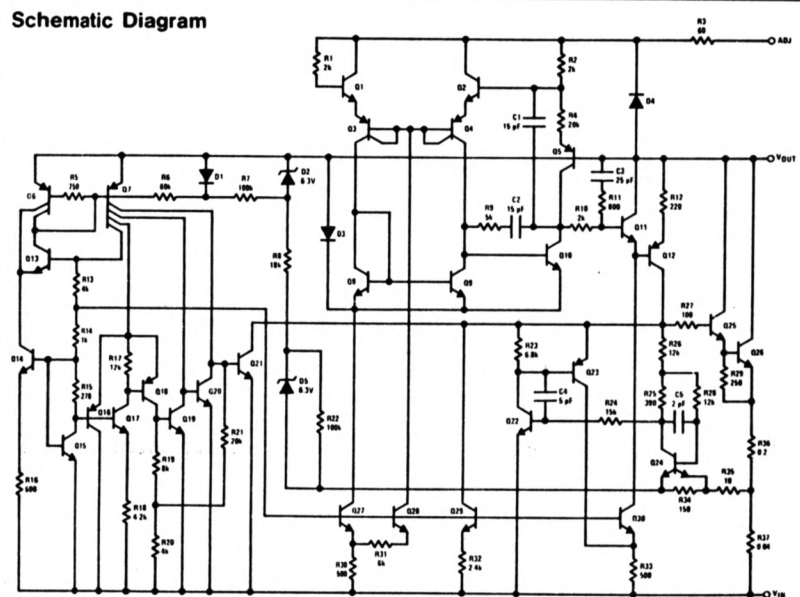 Schematic Diagram
R3
60
ADJ
R1
2k
Q1
Q2
R2
2k
D4
Q3
Q4
C1
15 pF
R4
20k
Q5
C3
25 pF
VOUT
R5
750
Q7
R6
60k
D1
R7
100k
D2
6.3V
R12
220
R9
5k
C2
15 pF
R10
2k
R11
800
Q11
D3
Q12
Q13
R8
18k
Q9
Q10
R13
4k
R27
100
Q25
Q14
R14
1k
R17
12k
Q21
R23
6.8k
Q23
R26
12k
Q26
R29
250
Q18
D5
6.3V
R15
270
Q16
Q17
Q19
R22
100k
C4
5 pF
R24
15k
R25
390
C5
2 pF
R28
12k
Q22
Q15
R21
20k
R36
0 2
R19
8k
Q24
R35
10
R16
600
R34
150
R18
4 2k
Q27
Q28
Q29
R20
4k
R31
6k
R30
500
R32
2 4k
R33
500
R37
0 04
VIN